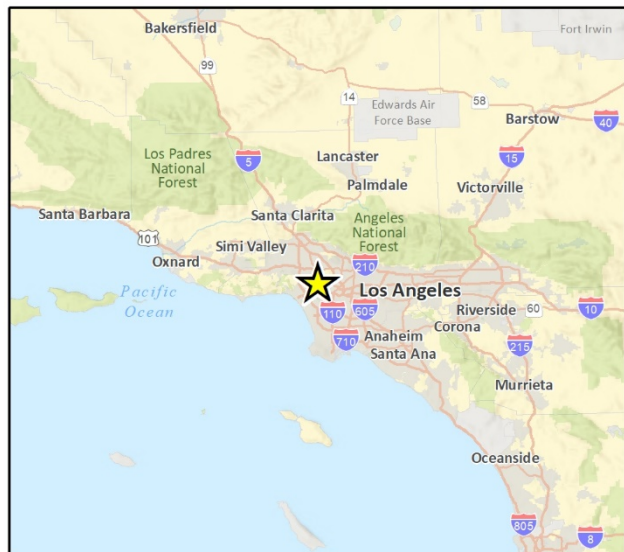 Bakersfield
Fort Irwin
99
14
58
Edwards Air
Force Base
Barstow
40
Los Padres
National
Forest
5
Lancaster
15
Palmdale
Victorville
Santa Barbara
Santa Clarita
Angeles
National
Forest
101
Simi Valley
Oxnard
210
Los Angeles
Pacific
Ocean
110
605
Riverside
60
10
Corona
Anaheim
710
Santa Ana
215
Murrieta
Oceanside
805
8